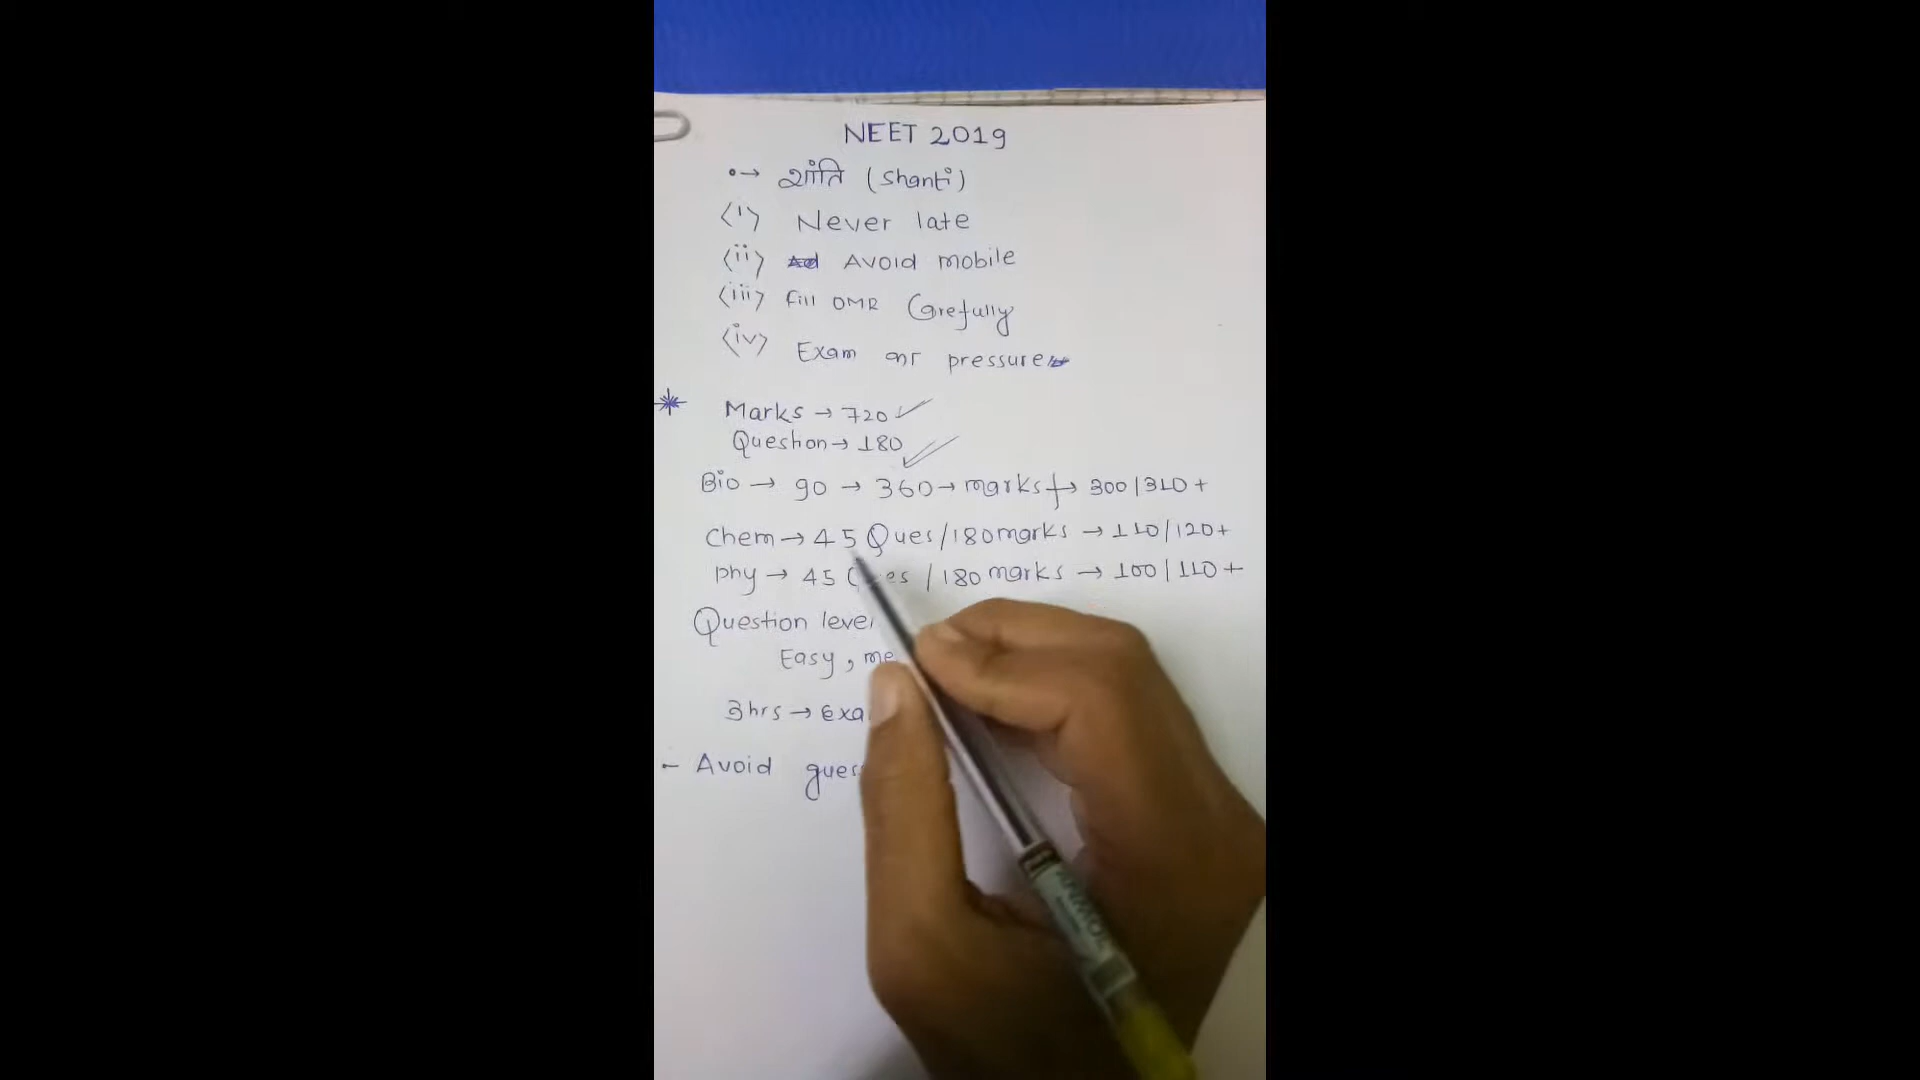 NEET 2019
•→ शांति (Shanti)
(i) Never late
(ii) Avoid mobile
(iii) fill OMR Carefully
(iv) Exam का pressure
* Marks → 720 ✓
Question → 180
Bio → 90 → 360 → marks → 300/310+
Chem → 45 Ques/180 marks → 110/120+
Phy → 45 Ques/180 marks → 100/110+
Question level
Easy,
3hrs →
- Avoid